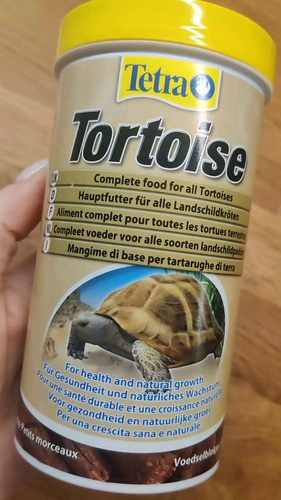 Tetra
Tortoise
Complete food for all Tortoises
D Hauptfutter für alle Landschildkröten
F Aliment complet pour toutes les tortues terrestres
Compleet voeder voor alle soorten landschildpadden
I Mangime di base per tartarughe di terra
For health and natural growth
Für Gesundheit und natürliches Wachstum
Pour une santé durable et une croissance naturelle
Voor gezondheid en natuurlijke groei
Per una crescita sana e naturale
Petits morceaux